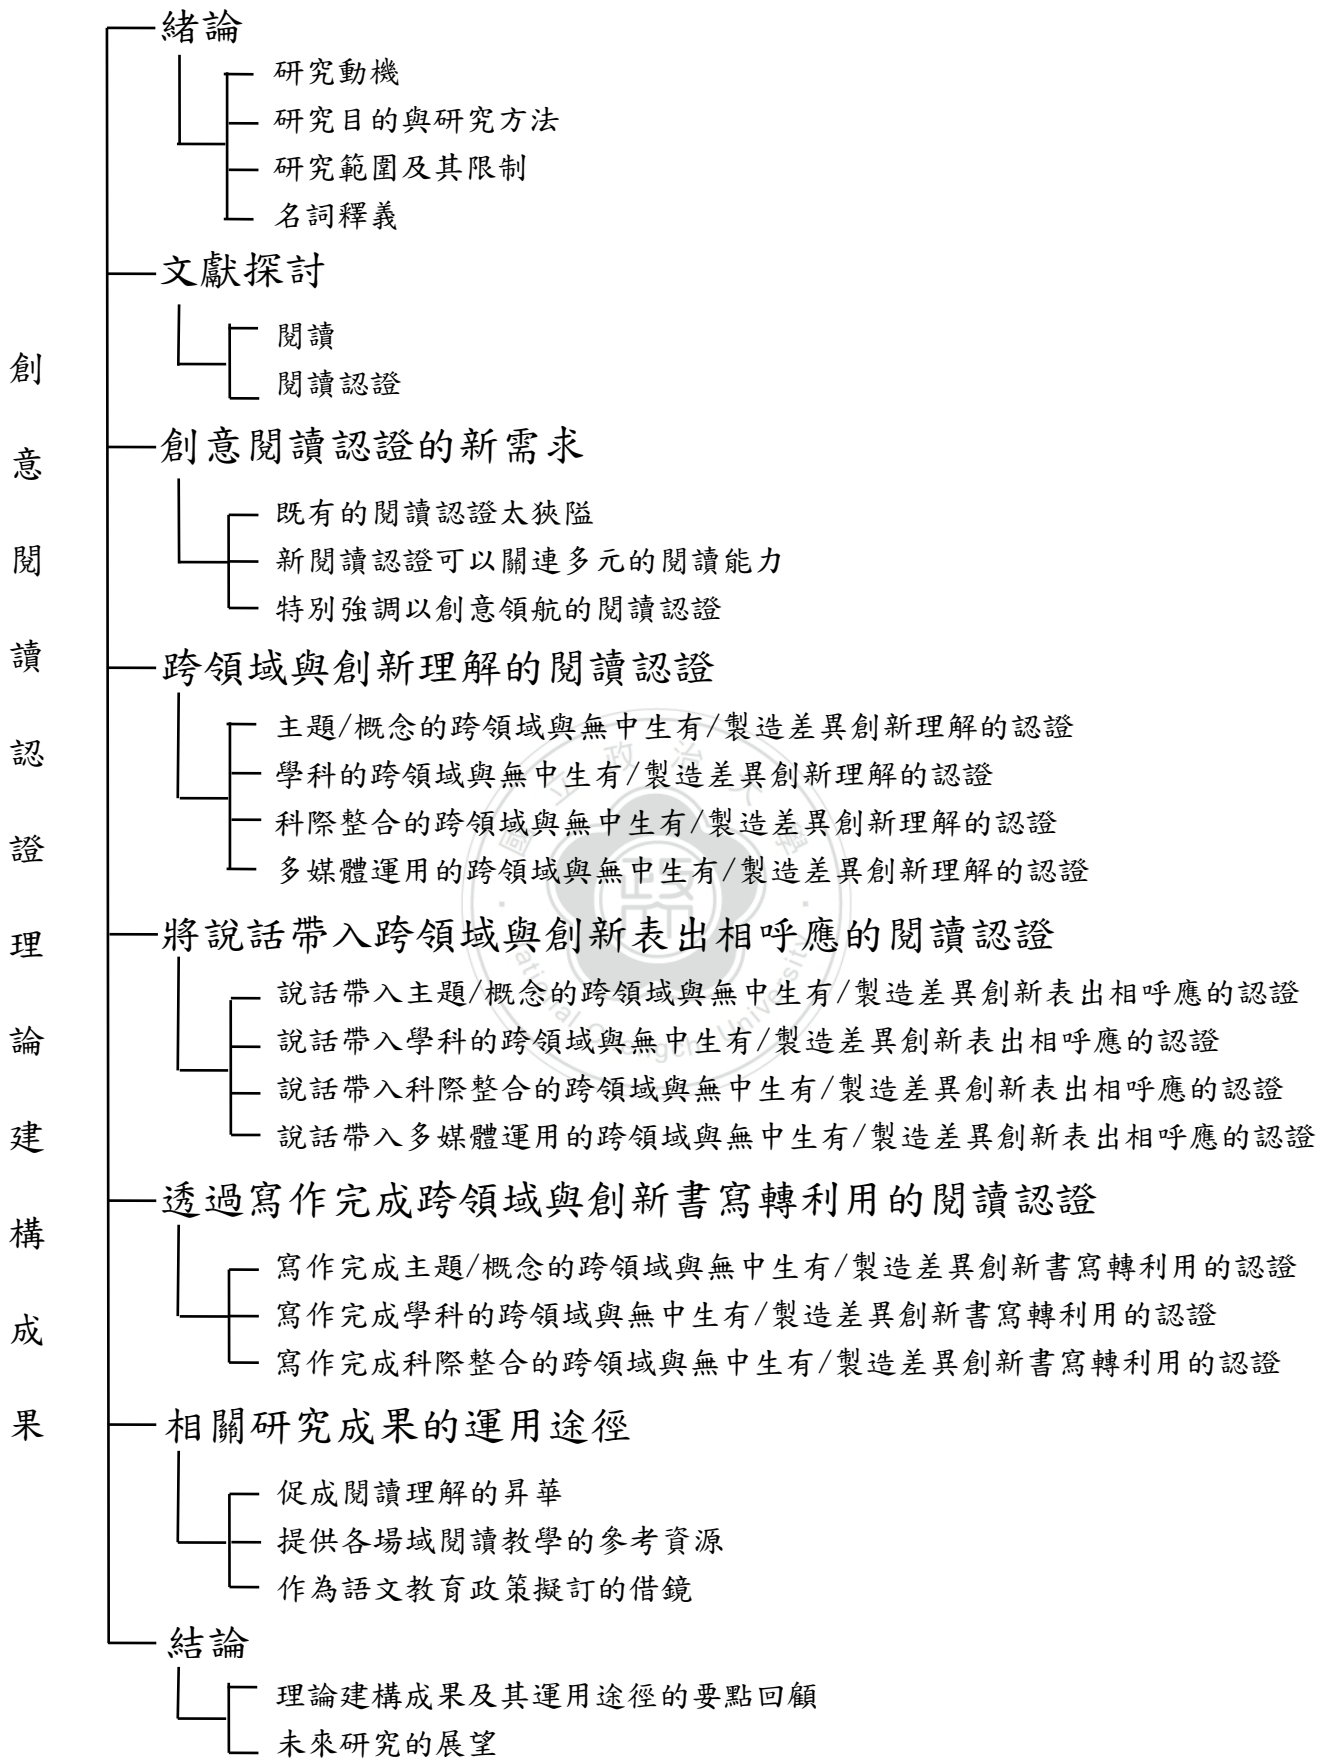 創意閱讀認證理論建構成果
緒論
研究動機
研究目的與研究方法
研究範圍及其限制
名詞釋義
文獻探討
閱讀
閱讀認證
創意閱讀認證的新需求
既有的閱讀認證太狹隘
新閱讀認證可以關連多元的閱讀能力
特別強調以創意領航的閱讀認證
跨領域與創新理解的閱讀認證
主題/概念的跨領域與無中生有/製造差異創新理解的認證
學科的跨領域與無中生有/製造差異創新理解的認證
科際整合的跨領域與無中生有/製造差異創新理解的認證
多媒體運用的跨領域與無中生有/製造差異創新理解的認證
將說話帶入跨領域與創新表出相呼應的閱讀認證
說話帶入主題/概念的跨領域與無中生有/製造差異創新表出相呼應的認證
說話帶入學科的跨領域與無中生有/製造差異創新表出相呼應的認證
說話帶入科際整合的跨領域與無中生有/製造差異創新表出相呼應的認證
說話帶入多媒體運用的跨領域與無中生有/製造差異創新表出相呼應的認證
透過寫作完成跨領域與創新書寫轉利用的閱讀認證
寫作完成主題/概念的跨領域與無中生有/製造差異創新書寫轉利用的認證
寫作完成學科的跨領域與無中生有/製造差異創新書寫轉利用的認證
寫作完成科際整合的跨領域與無中生有/製造差異創新書寫轉利用的認證
相關研究成果的運用途徑
促成閱讀理解的昇華
提供各場域閱讀教學的參考資源
作為語文教育政策擬訂的借鏡
結論
理論建構成果及其運用途徑的要點回顧
未來研究的展望
國立政治大學
University